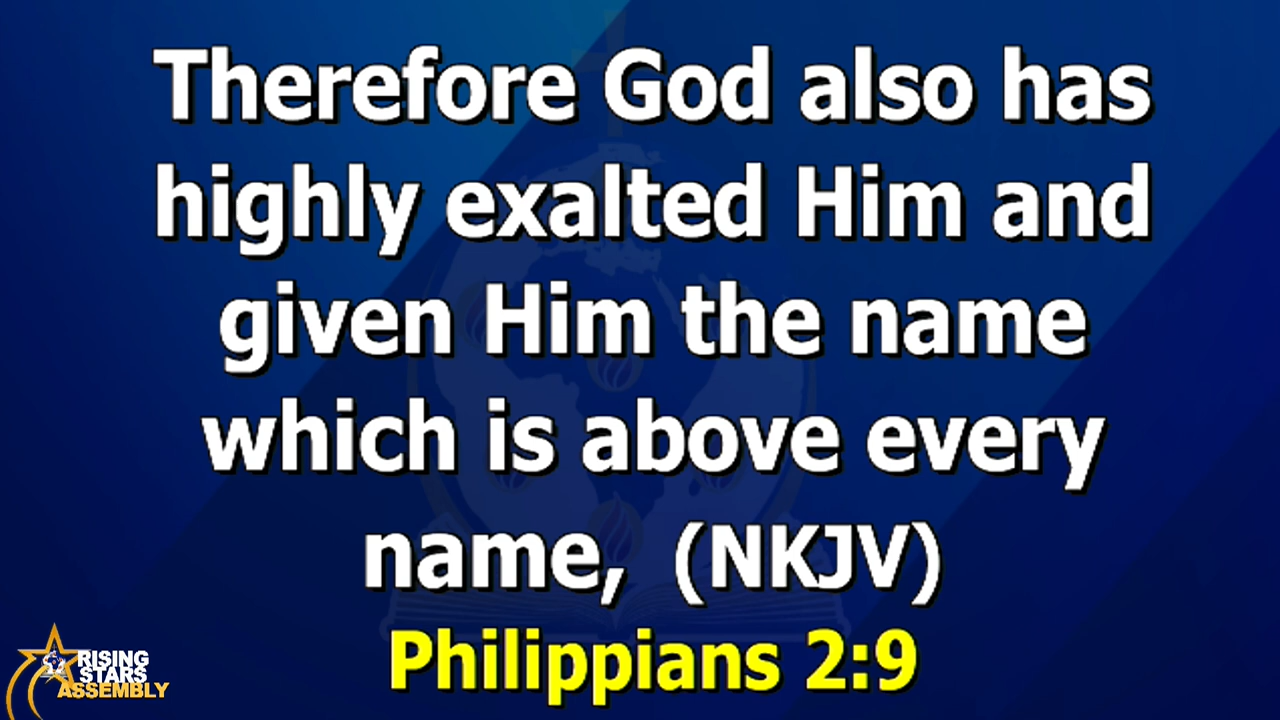 Therefore God also has
highly exalted Him and
given Him the name
which is above every
name,  (NKJV)
Philippians 2:9
RISING
STARS
ASSEMBLY